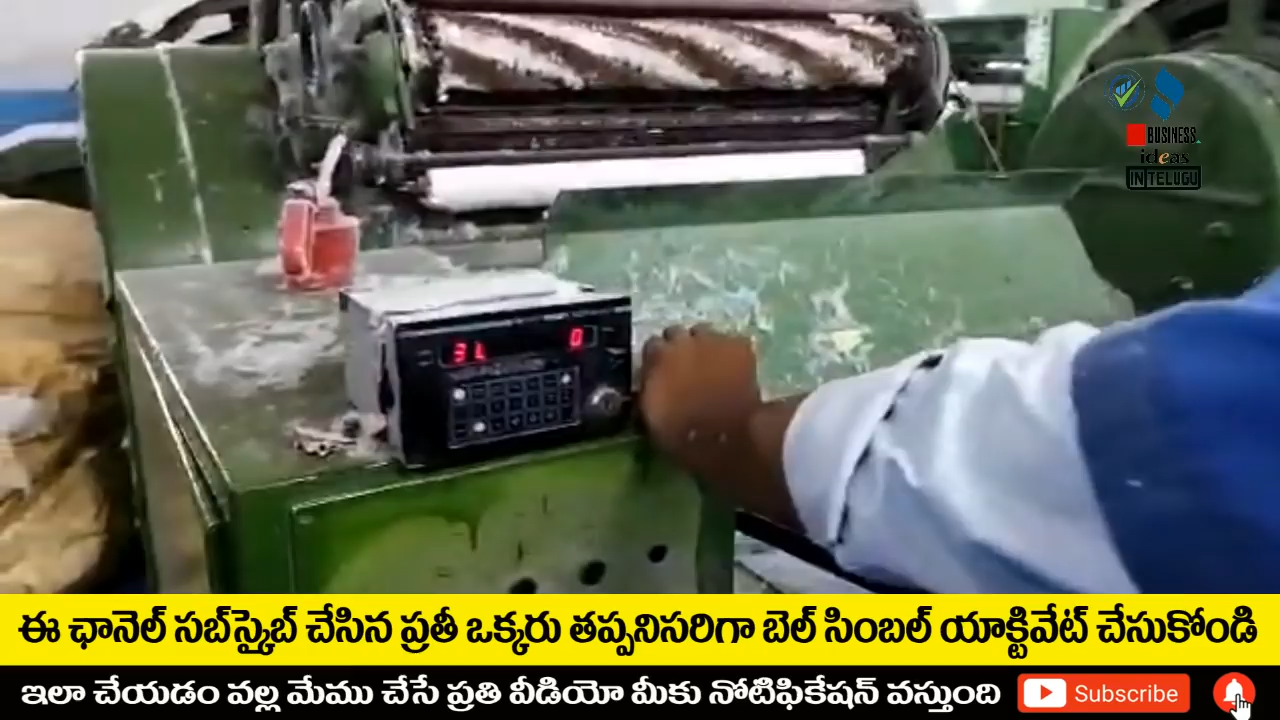 BUSINESS
ideas
IN TELUGU
3L 0
ఈ ఛానెల్ సబ్‌స్క్రైబ్ చేసిన ప్రతీ ఒక్కరు తప్పనిసరిగా బెల్ సింబల్ యాక్టివేట్ చేసుకోండి
ఇలా చేయడం వల్ల మేము చేసే ప్రతి వీడియో మీకు నోటిఫికేషన్ వస్తుంది
Subscribe